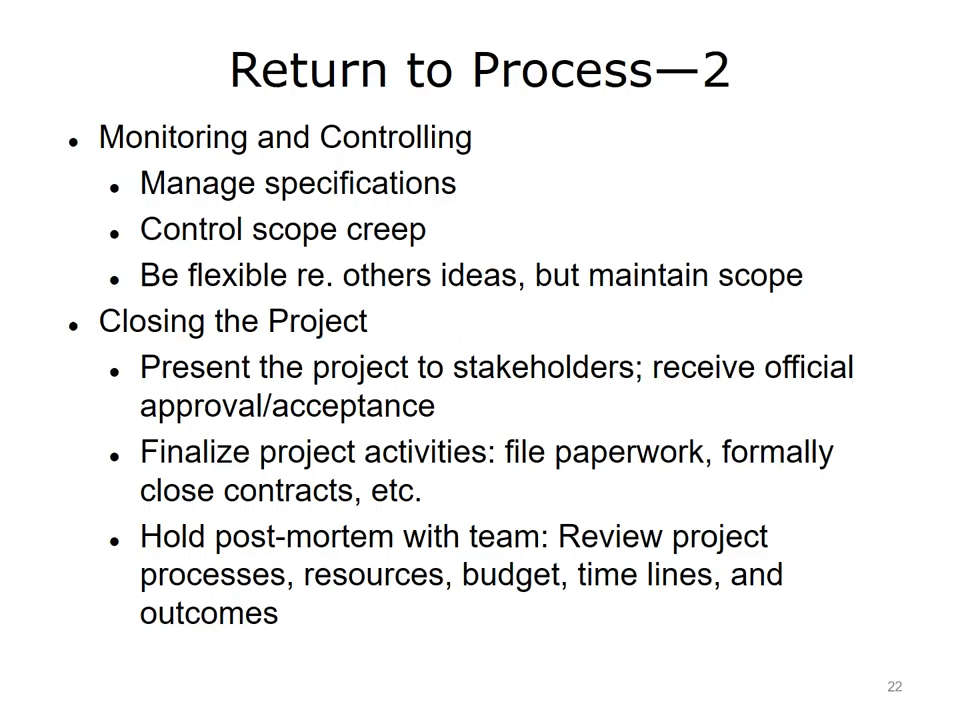 Return to Process—2
• Monitoring and Controlling
• Manage specifications
• Control scope creep
• Be flexible re. others ideas, but maintain scope
• Closing the Project
• Present the project to stakeholders; receive official
approval/acceptance
• Finalize project activities: file paperwork, formally
close contracts, etc.
• Hold post-mortem with team: Review project
processes, resources, budget, time lines, and
outcomes
22